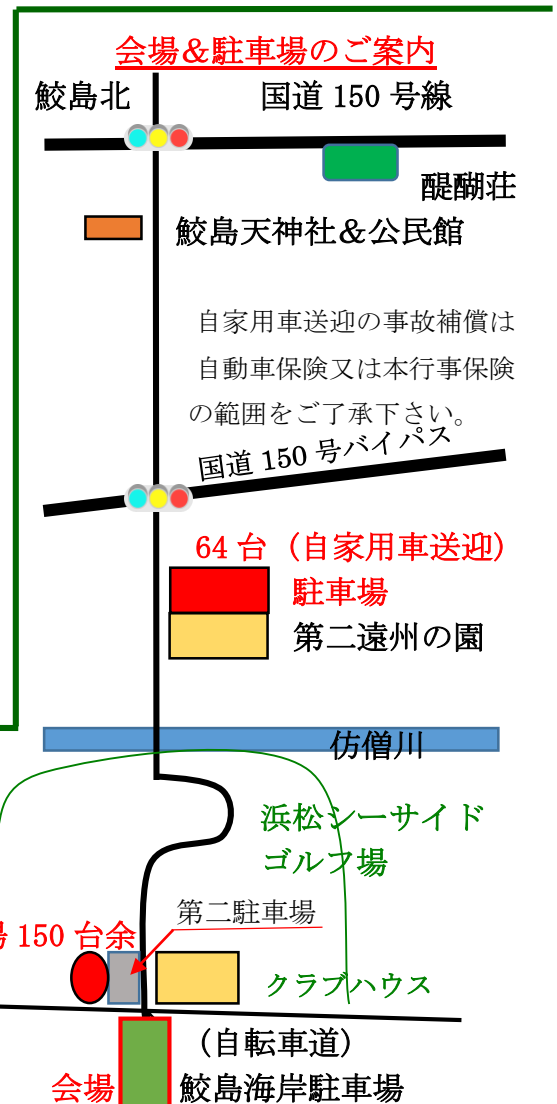 会場＆駐車場のご案内
鮫島北
国道 150 号線
醍醐荘
鮫島天神社＆公民館
自家用車送迎の事故補償は
自動車保険又は本行事保険
の範囲をご了承下さい。
国道 150 号バイパス
64 台（自家用車送迎）
駐車場
第二遠州の園
仿僧川
浜松シーサイド
ゴルフ場
第二駐車場
場 150 台余
クラブハウス
（自転車道）
会場
鮫島海岸駐車場